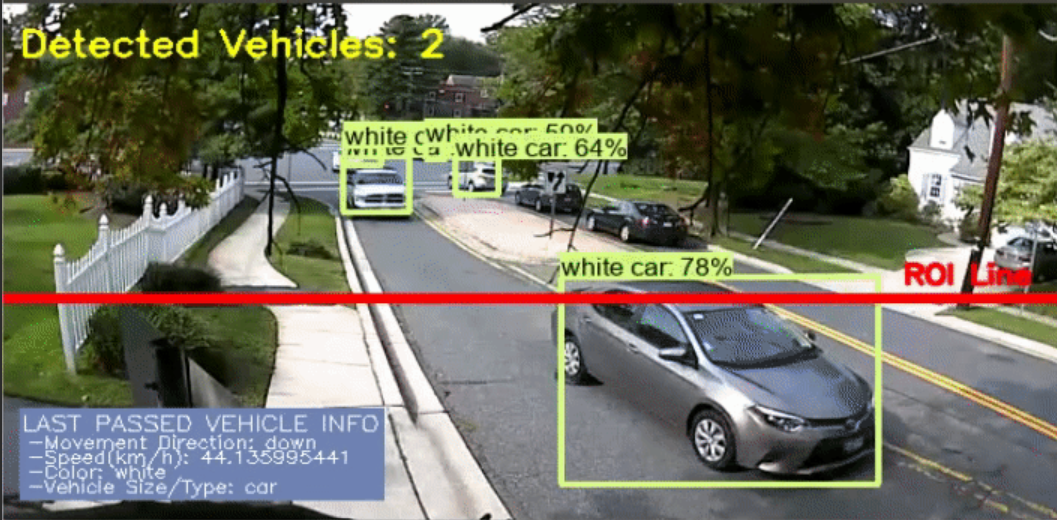 Detected Vehicles: 2
white c
white car: 59%
white car: 64%
white car: 78%
ROI Line
LAST PASSED VEHICLE INFO
-Movement Direction: down
-Speed(km/h): 44.135995441
-Color: white
-Vehicle Size/Type: car